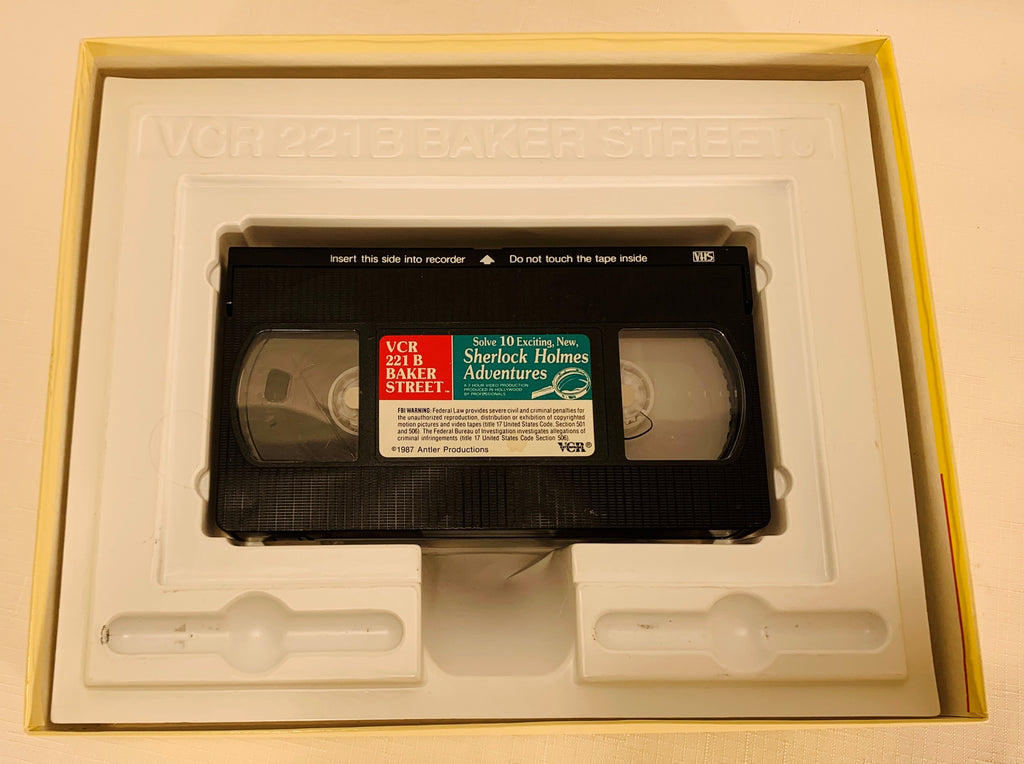 VCR 221 B BAKER STREET®
Insert this side into recorder Do not touch the tape inside VHS
VCR
221 B
BAKER
STREET™
Solve 10 Exciting, New,
Sherlock Holmes
Adventures
A 2 HOUR VIDEO PRODUCTION
PRODUCED IN HOLLYWOOD
BY PROFESSIONALS
FBI WARNING: Federal Law provides severe civil and criminal penalties for
the unauthorized reproduction, distribution or exhibition of copyrighted
motion pictures and video tapes (title 17 United States Code, Section 501
and 506). The Federal Bureau of Investigation investigates allegations of
criminal infringements (title 17 United States Code Section 506).
©1987 Antler Productions VCR®